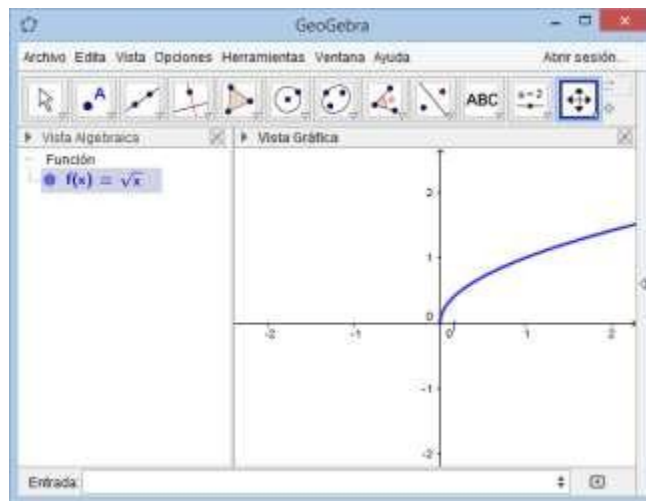 GeoGebra
Archivo Edita Vista Opciones Herramientas Ventana Ayuda Abrir sesión...
A ABC a=2
Vista Algebraica Vista Gráfica
Función
f(x) = √x
2
1
0
-2 -1 0 1 2
-1
-2
Entrada: